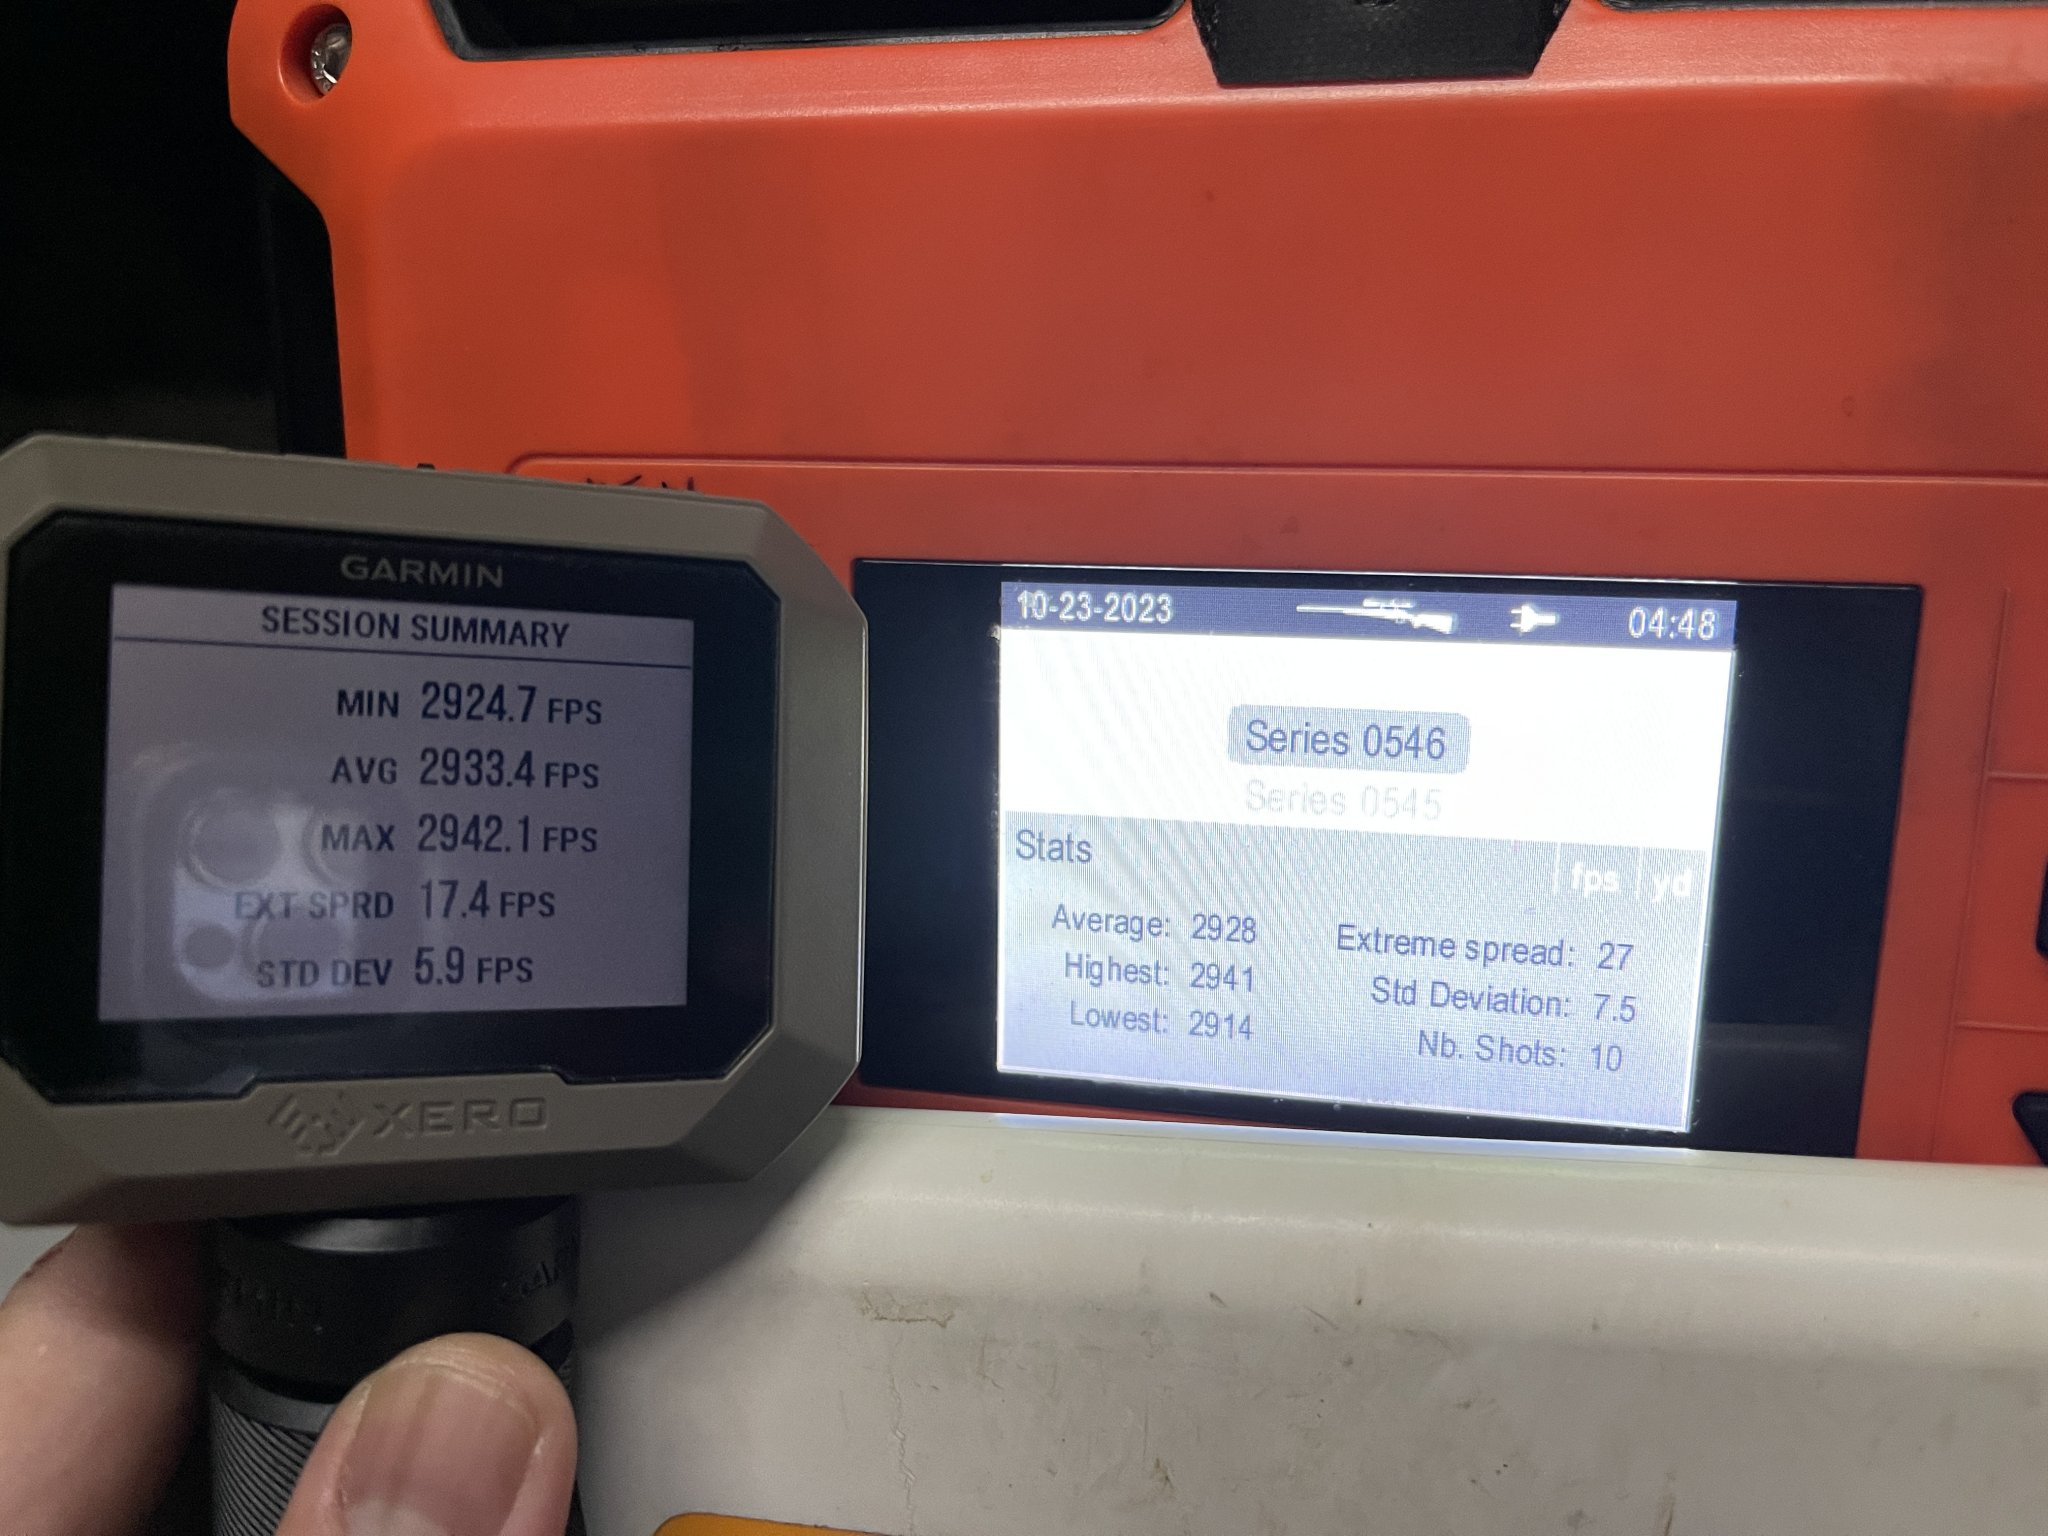 GARMIN
SESSION SUMMARY
MIN 2924.7 FPS
AVG 2933.4 FPS
MAX 2942.1 FPS
EXT SPRD 17.4 FPS
STD DEV 5.9 FPS
XERO
10-23-2023 04:48
Series 0546
Series 0545
Stats fps yd
Average: 2928 Extreme spread: 27
Highest: 2941 Std Deviation: 7.5
Lowest: 2914 Nb. Shots: 10